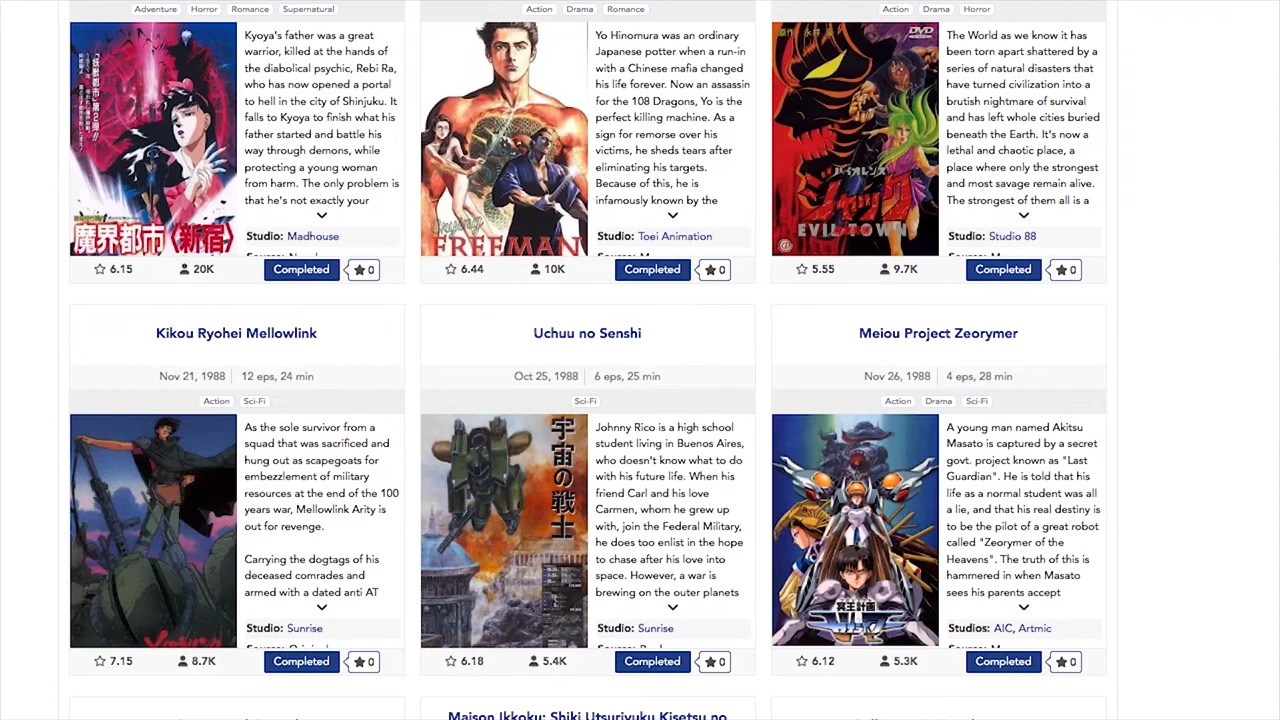 Adventure Horror Romance Supernatural
Kyoya's father was a great
warrior, killed at the hands of
the diabolical psychic, Rebi Ra,
who has now opened a portal
to hell in the city of Shinjuku. It
falls to Kyoya to finish what his
father started and battle his
way through demons, while
protecting a young woman
from harm. The only problem is
that he's not exactly your
魔界都市〈新宿〉
Studio: Madhouse
6.15 20K Completed 0
Action Drama Romance
Yo Hinomura was an ordinary
Japanese potter when a run-in
with a Chinese mafia changed
his life forever. Now an assassin
for the 108 Dragons, Yo is the
perfect killing machine. As a
sign for remorse over his
victims, he sheds tears after
eliminating his targets.
Because of this, he is
infamously known by the
Crying
FREEMAN
Studio: Toei Animation
6.44 10K Completed 0
Action Drama Horror
The World as we know it has
been torn apart shattered by a
series of natural disasters that
have turned civilization into a
brutish nightmare of survival
and has left whole cities buried
beneath the Earth. It's now a
lethal and chaotic place, a
place where only the strongest
and most savage remain alive.
The strongest of them all is a
DVD
バイオレンス
ジャック
EVIL TOWN
Studio: Studio 88
5.55 9.7K Completed 0
Kikou Ryohei Mellowlink
Nov 21, 1988 12 eps, 24 min
Action Sci-Fi
As the sole survivor from a
squad that was sacrificed and
hung out as scapegoats for
embezzlement of military
resources at the end of the 100
years war, Mellowlink Arity is
out for revenge.
Carrying the dogtags of his
deceased comrades and
armed with a dated anti AT
Studio: Sunrise
7.15 8.7K Completed 0
Uchuu no Senshi
Oct 25, 1988 6 eps, 25 min
Sci-Fi
Johnny Rico is a high school
student living in Buenos Aires,
who doesn't know what to do
with his future life. When his
friend Carl and his love
Carmen, whom he grew up
with, join the Federal Military,
he does too enlist in the hope
to chase after his love into
space. However, a war is
brewing on the outer planets
宇宙の戦士
Studio: Sunrise
6.18 5.4K Completed 0
Meiou Project Zeorymer
Nov 26, 1988 4 eps, 28 min
Action Drama Sci-Fi
A young man named Akitsu
Masato is captured by a secret
govt. project known as "Last
Guardian". He is told that his
life as a normal student was all
a lie, and that his real destiny is
to be the pilot of a great robot
called "Zeorymer of the
Heavens". The truth of this is
hammered in when Masato
sees his parents accept
冥王計画
Studios: AIC, Artmic
6.12 5.3K Completed 0
Maison Ikkoku: Shiki Utsuriyuku Kisetsu no